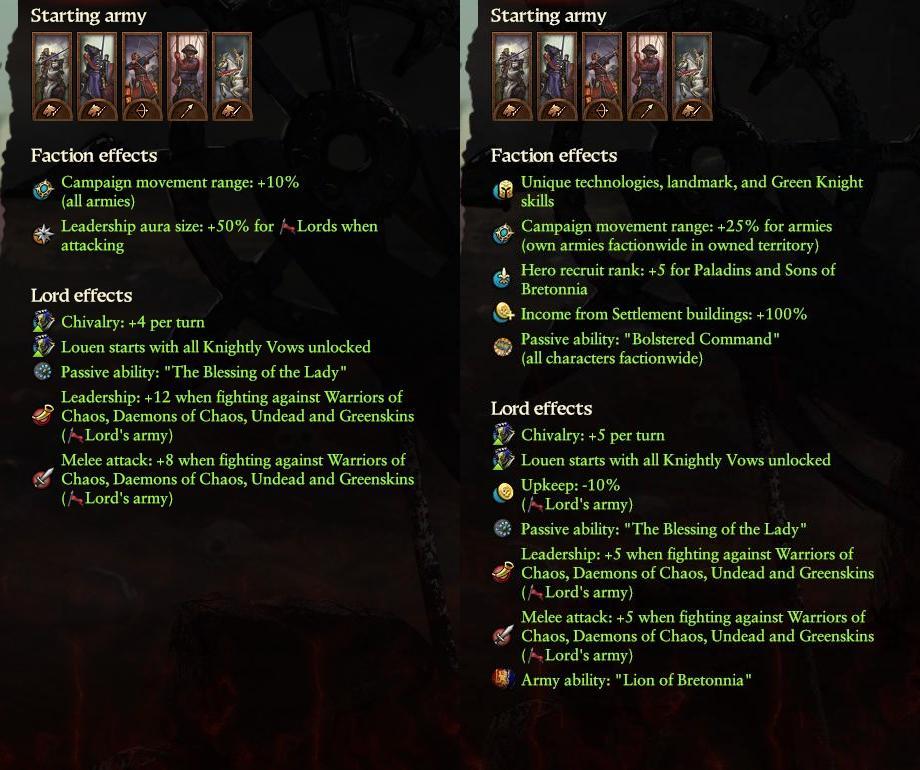 Starting army
Faction effects
Campaign movement range: +10%
(all armies)
Leadership aura size: +50% for Lords when
attacking
Lord effects
Chivalry: +4 per turn
Louen starts with all Knightly Vows unlocked
Passive ability: "The Blessing of the Lady"
Leadership: +12 when fighting against Warriors of
Chaos, Daemons of Chaos, Undead and Greenskins
(Lord's army)
Melee attack: +8 when fighting against Warriors of
Chaos, Daemons of Chaos, Undead and Greenskins
(Lord's army)
Starting army
Faction effects
Unique technologies, landmark, and Green Knight
skills
Campaign movement range: +25% for armies
(own armies factionwide in owned territory)
Hero recruit rank: +5 for Paladins and Sons of
Bretonnia
Income from Settlement buildings: +100%
Passive ability: "Bolstered Command"
(all characters factionwide)
Lord effects
Chivalry: +5 per turn
Louen starts with all Knightly Vows unlocked
Upkeep: -10%
(Lord's army)
Passive ability: "The Blessing of the Lady"
Leadership: +5 when fighting against Warriors of
Chaos, Daemons of Chaos, Undead and Greenskins
(Lord's army)
Melee attack: +5 when fighting against Warriors of
Chaos, Daemons of Chaos, Undead and Greenskins
(Lord's army)
Army ability: "Lion of Bretonnia"